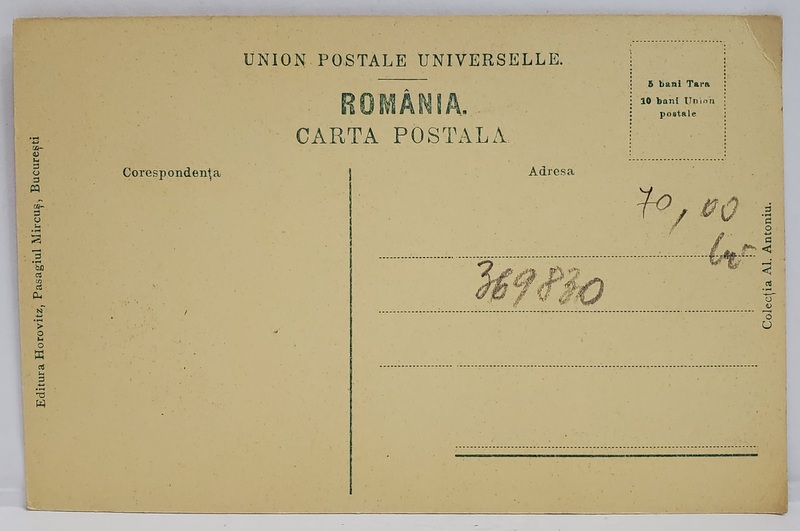 UNION POSTALE UNIVERSELLE.
ROMÂNIA.
CARTA POSTALA
5 bani Tara
10 bani Union
postale
Corespondența
Adresa
70,00
369830
Editura Horovitz, Pasagiul Mircuș, București
Colecția Al. Antoniu.